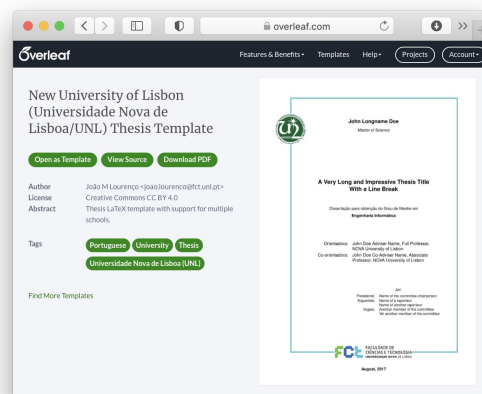 overleaf.com
Overleaf
Features & Benefits
Templates
Help
Projects
Account
New University of Lisbon
(Universidade Nova de
Lisboa/UNL) Thesis Template
Open as Template
View Source
Download PDF
Author João M Lourenço <joao.lourenco@fct.unl.pt>
License Creative Commons CC BY 4.0
Abstract Thesis LaTeX template with support for multiple
schools.
Tags
Portuguese
University
Thesis
Universidade Nova de Lisboa (UNL)
Find More Templates
John Longname Doe
Master of Science
A Very Long and Impressive Thesis Title
With a Line Break
Dissertação para obtenção do Grau de Mestre em
Engenharia Informática
Orientadora: John Doe Adviser Name, Full Professor,
NOVA University of Lisbon
Co-orientadora: John Doe Co-Adviser Name, Associate
Professor, NOVA University of Lisbon
Júri
Presidente: Name of the committee chairperson
Arguentes: Name of a raporteur
Name of another raporteur
Vogais: Another member of the committee
Yet another member of the committee
FCt
FACULDADE DE
CIÊNCIAS E TECNOLOGIA
UNIVERSIDADE NOVA DE LISBOA
August, 2017